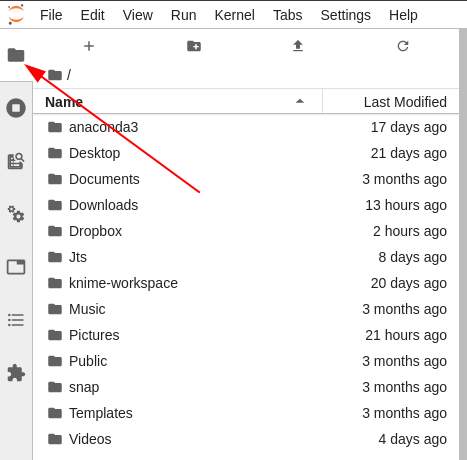 File Edit View Run Kernel Tabs Settings Help
/
Name Last Modified
anaconda3 17 days ago
Desktop 21 days ago
Documents 3 months ago
Downloads 13 hours ago
Dropbox 2 hours ago
Jts 8 days ago
knime-workspace 20 days ago
Music 3 months ago
Pictures 21 hours ago
Public 3 months ago
snap 3 months ago
Templates 3 months ago
Videos 4 days ago